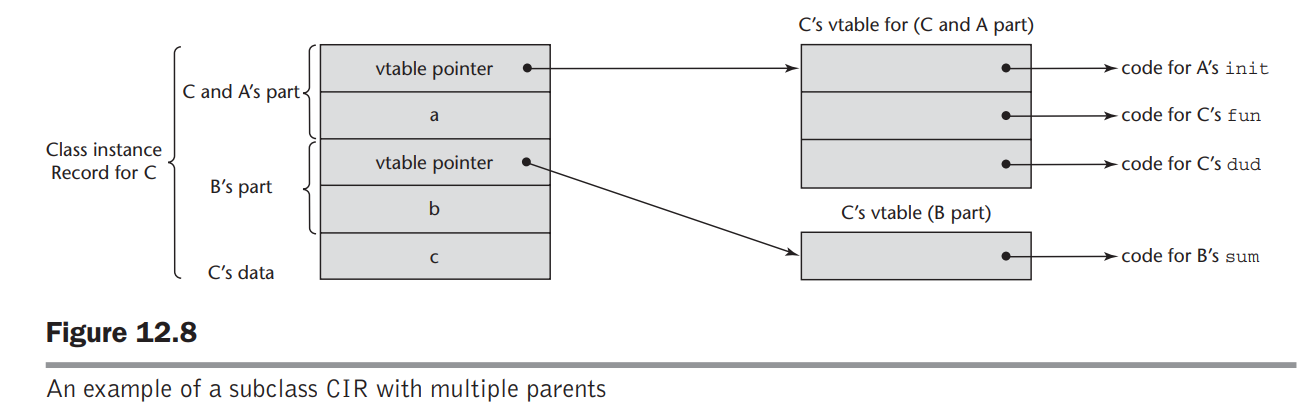 C's vtable for (C and A part)
vtable pointer
code for A's init
C and A's part
a
code for C's fun
Class instance
Record for C
vtable pointer
code for C's dud
B's part
b
C's vtable (B part)
C's data
c
code for B's sum
Figure 12.8
An example of a subclass CIR with multiple parents